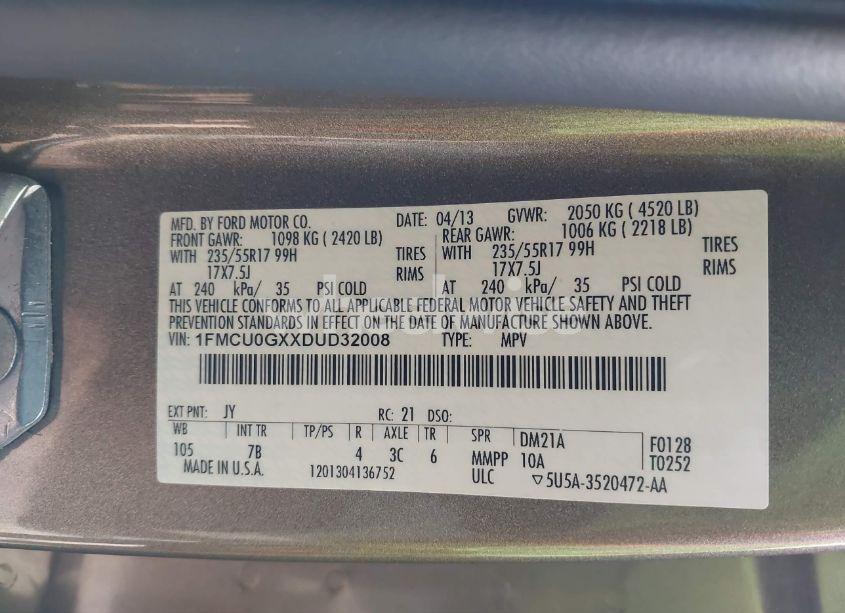 MFD. BY FORD MOTOR CO. DATE: 04/13 GVWR: 2050 KG ( 4520 LB)
FRONT GAWR: 1098 KG ( 2420 LB) REAR GAWR: 1006 KG ( 2218 LB)
WITH 235/55R17 99H TIRES WITH 235/55R17 99H TIRES
17X7.5J RIMS 17X7.5J RIMS
AT 240 kPa/ 35 PSI COLD AT 240 kPa/ 35 PSI COLD
THIS VEHICLE CONFORMS TO ALL APPLICABLE FEDERAL MOTOR VEHICLE SAFETY AND THEFT
PREVENTION STANDARDS IN EFFECT ON THE DATE OF MANUFACTURE SHOWN ABOVE.
VIN: 1FMCU0GXXDUD32008 TYPE: MPV
EXT PNT: JY RC: 21 DSO:
WB INT TR TP/PS R AXLE TR SPR DM21A F0128
105 7B 4 3C 6 MMPP 10A T0252
MADE IN U.S.A. 1201304136752 ULC ▽5U5A-3520472-AA